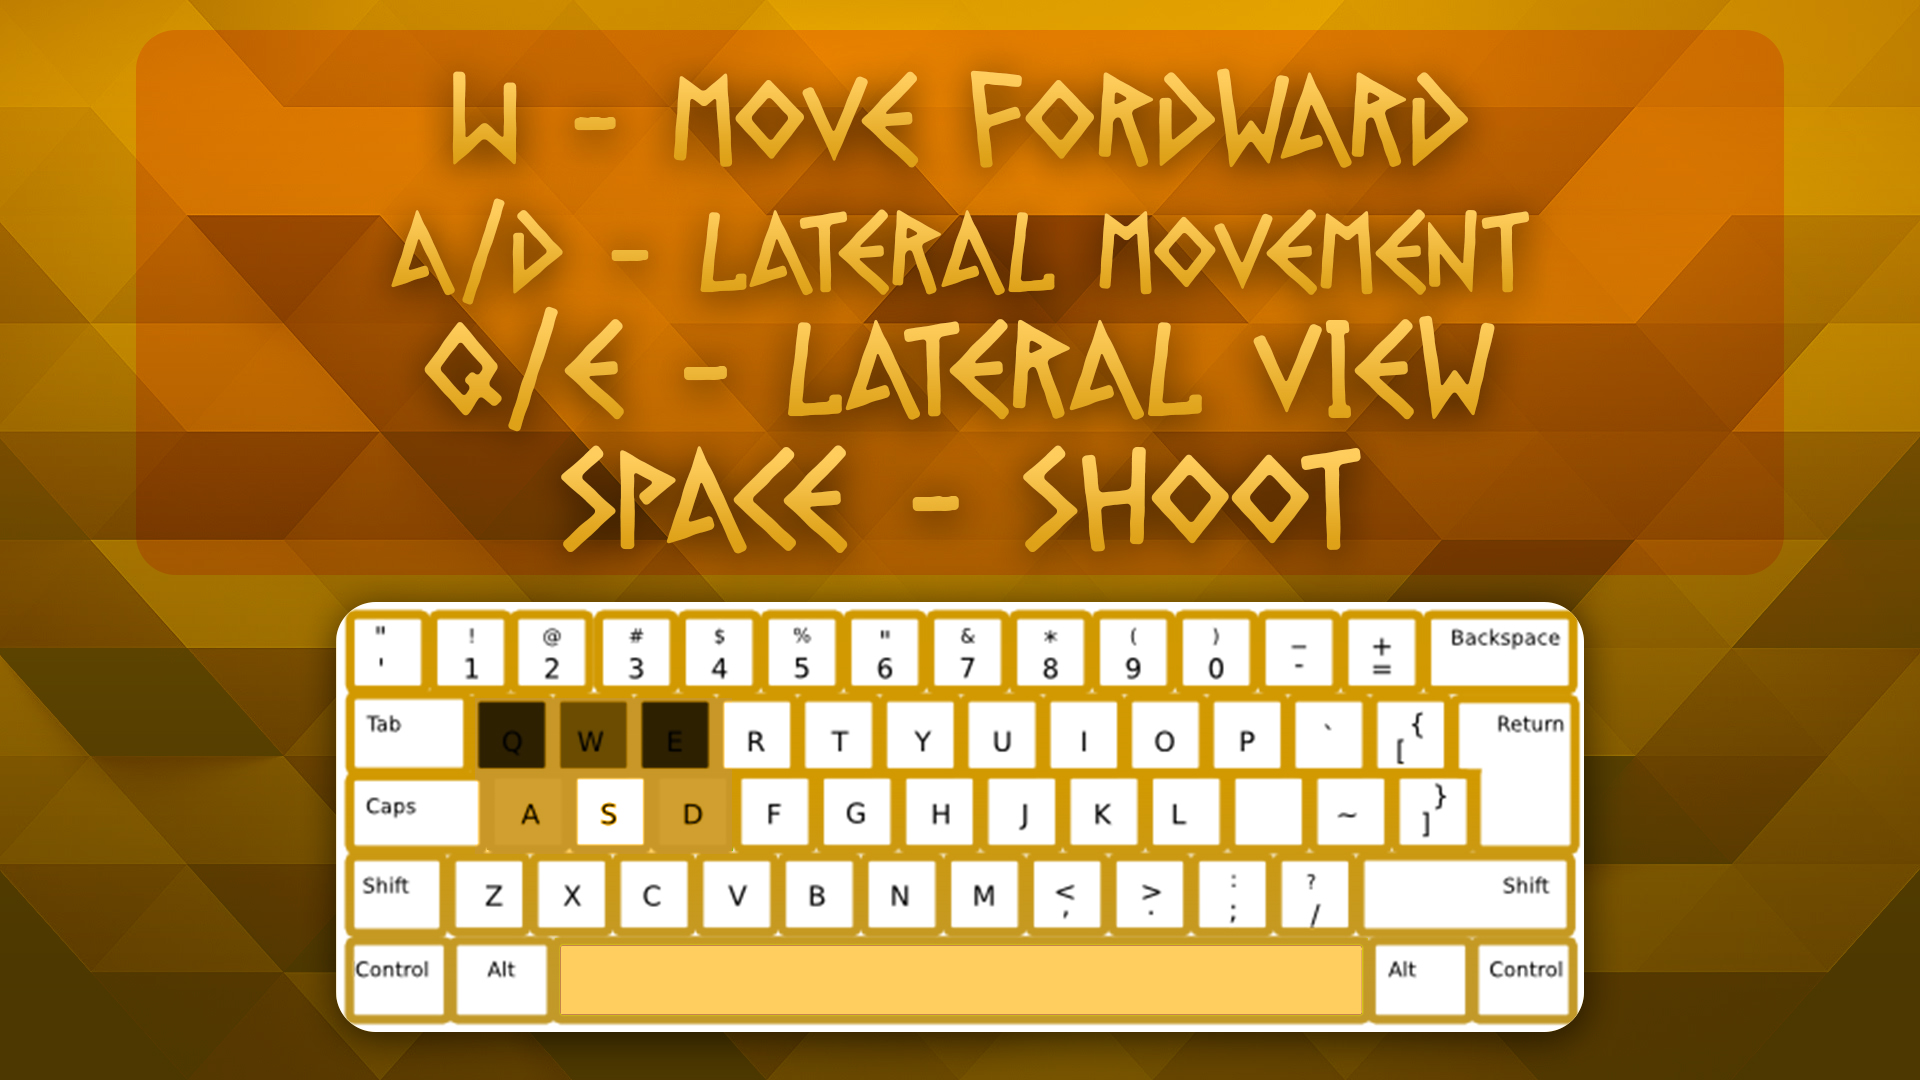 W - MOVE FORDWARD
A/D - LATERAL MOVEMENT
Q/E - LATERAL VIEW
SPACE - SHOOT
" ! @ # $ % " & * ( ) _ + Backspace
' 1 2 3 4 5 6 7 8 9 0 - =
Tab Q W E R T Y U I O P ` { [ Return
Caps A S D F G H J K L ~ } ]
Shift Z X C V B N M < , > . : ; ? / Shift
Control Alt Alt Control